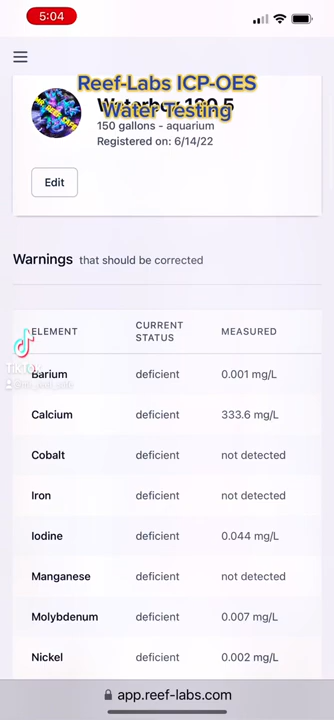 5:04
Reef-Labs ICP-OES
Water Testing
150 gallons - aquarium
Registered on: 6/14/22
Edit
Warnings that should be corrected
ELEMENT CURRENT STATUS MEASURED
Barium deficient 0.001 mg/L
Calcium deficient 333.6 mg/L
Cobalt deficient not detected
Iron deficient not detected
Iodine deficient 0.044 mg/L
Manganese deficient not detected
Molybdenum deficient 0.007 mg/L
Nickel deficient 0.002 mg/L
app.reef-labs.com